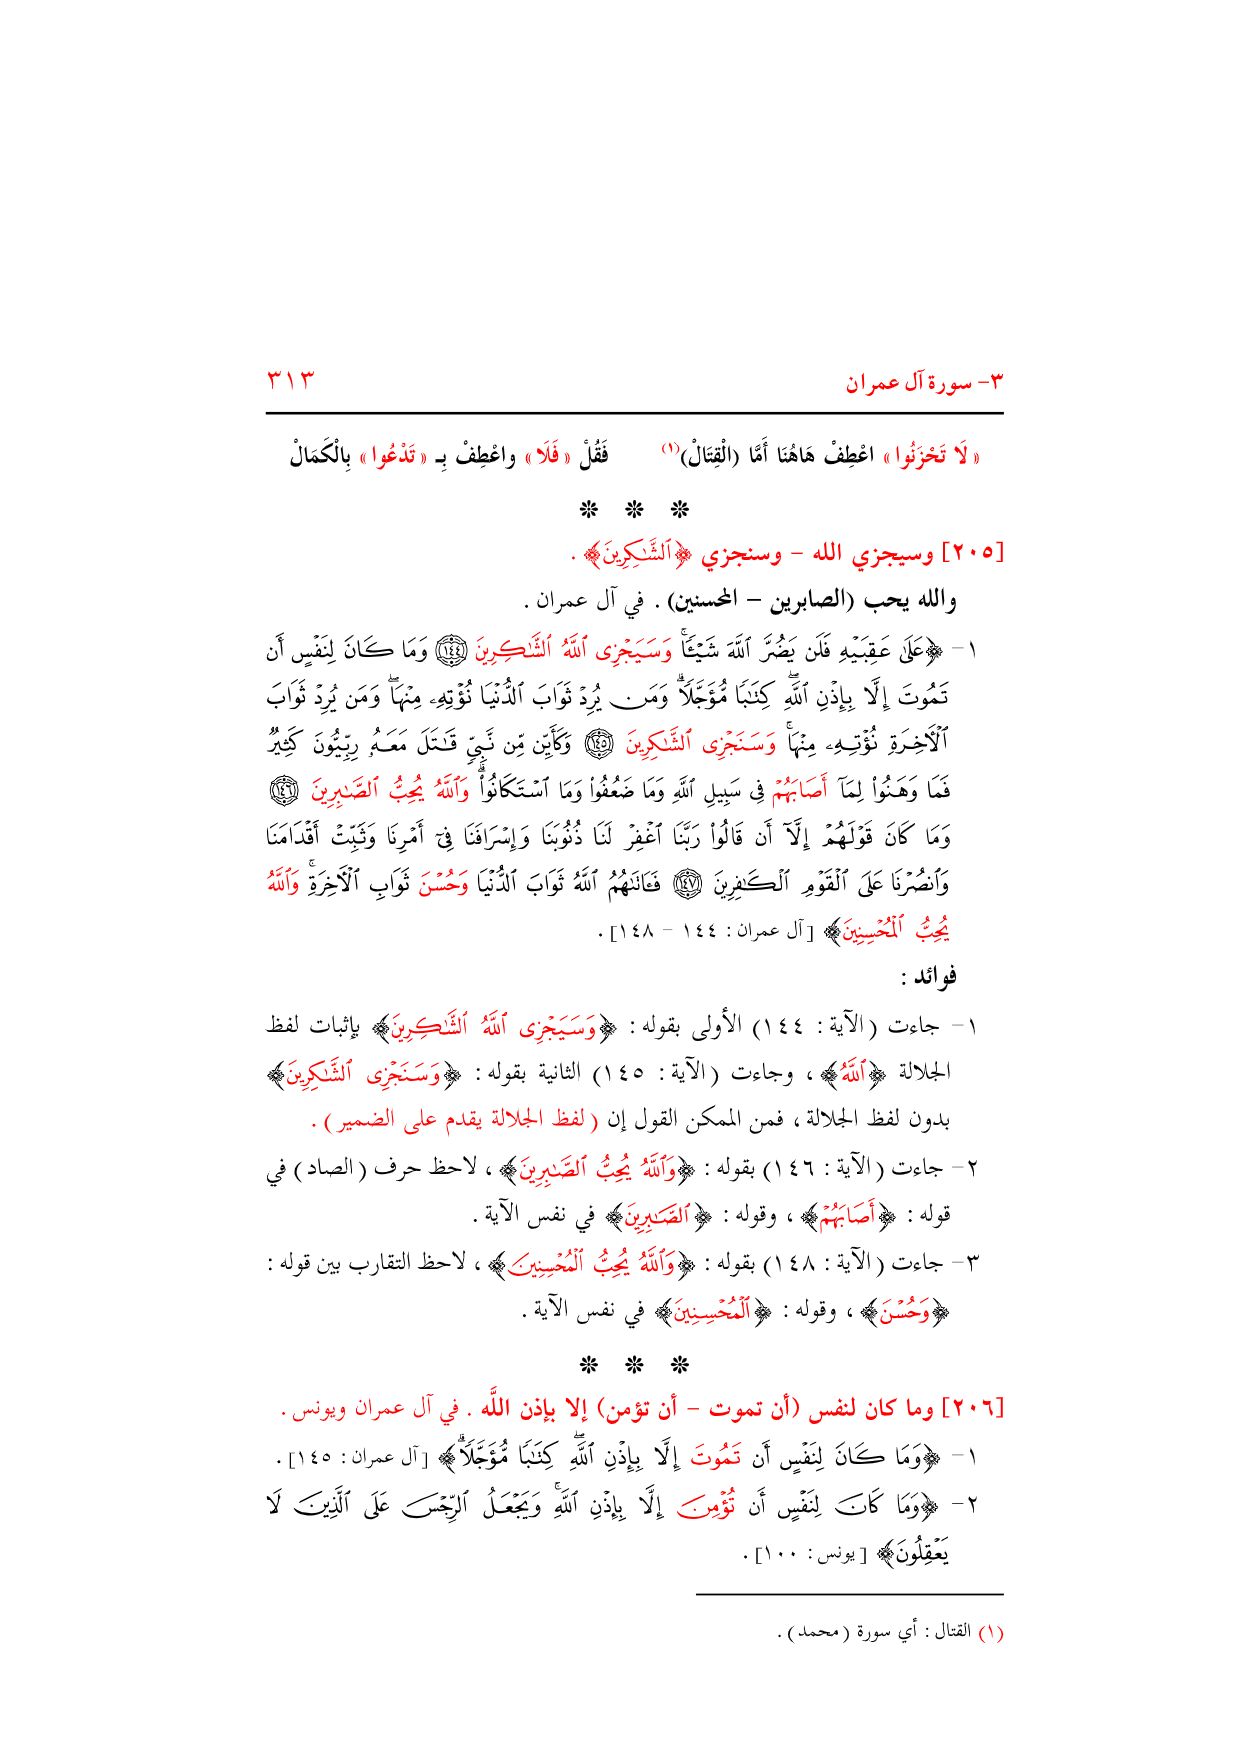 ٣- سورة آل عمران ٣١٣
« لَا تَحْزَنُوا » اعْطِفْ هَاهُنَا أَمَّا (الْقِتَالْ)(١) فَقُلْ « فَلَا » واعْطِفْ بِـ « تَدْعُوا » بِالْكَمَالْ
* * *
[٢٠٥] وسيجزي الله – وسنجزي ﴿ٱلشَّـٰكِرِينَ﴾ .
والله يحب (الصابرين – المحسنين) . في آل عمران .
١- ﴿عَلَىٰ عَقِبَيْهِ فَلَن يَضُرَّ ٱللَّهَ شَيْـًٔاۗ وَسَيَجْزِى ٱللَّهُ ٱلشَّـٰكِرِينَ ۝١٤٤ وَمَا كَانَ لِنَفْسٍ أَن
تَمُوتَ إِلَّا بِإِذْنِ ٱللَّهِ كِتَـٰبًا مُّؤَجَّلًاۗ وَمَن يُرِدْ ثَوَابَ ٱلدُّنْيَا نُؤْتِهِۦ مِنْهَاۖ وَمَن يُرِدْ ثَوَابَ
ٱلْـَٔاخِرَةِ نُؤْتِهِۦ مِنْهَاۚ وَسَنَجْزِى ٱلشَّـٰكِرِينَ ۝١٤٥ وَكَأَيِّن مِّن نَّبِىٍّ قَـٰتَلَ مَعَهُۥ رِبِّيُّونَ كَثِيرٌ
فَمَا وَهَنُوا۟ لِمَآ أَصَابَهُمْ فِى سَبِيلِ ٱللَّهِ وَمَا ضَعُفُوا۟ وَمَا ٱسْتَكَانُوا۟ۗ وَٱللَّهُ يُحِبُّ ٱلصَّـٰبِرِينَ ۝١٤٦
وَمَا كَانَ قَوْلَهُمْ إِلَّآ أَن قَالُوا۟ رَبَّنَا ٱغْفِرْ لَنَا ذُنُوبَنَا وَإِسْرَافَنَا فِىٓ أَمْرِنَا وَثَبِّتْ أَقْدَامَنَا
وَٱنصُرْنَا عَلَى ٱلْقَوْمِ ٱلْكَـٰفِرِينَ ۝١٤٧ فَـَٔاتَىٰهُمُ ٱللَّهُ ثَوَابَ ٱلدُّنْيَا وَحُسْنَ ثَوَابِ ٱلْـَٔاخِرَةِۗ وَٱللَّهُ
يُحِبُّ ٱلْمُحْسِنِينَ﴾ [آل عمران : ١٤٤ – ١٤٨] .
فوائد :
١- جاءت (الآية : ١٤٤) الأولى بقوله : ﴿وَسَيَجْزِى ٱللَّهُ ٱلشَّـٰكِرِينَ﴾ بإثبات لفظ
الجلالة ﴿ٱللَّهُ﴾ ، وجاءت (الآية : ١٤٥) الثانية بقوله : ﴿وَسَنَجْزِى ٱلشَّـٰكِرِينَ﴾
بدون لفظ الجلالة ، فمن الممكن القول إن (لفظ الجلالة يقدم على الضمير) .
٢- جاءت (الآية : ١٤٦) بقوله : ﴿وَٱللَّهُ يُحِبُّ ٱلصَّـٰبِرِينَ﴾ ، لاحظ حرف (الصاد) في
قوله : ﴿أَصَابَهُمْ﴾ ، وقوله : ﴿ٱلصَّـٰبِرِينَ﴾ في نفس الآية .
٣- جاءت (الآية : ١٤٨) بقوله : ﴿وَٱللَّهُ يُحِبُّ ٱلْمُحْسِنِينَ﴾ ، لاحظ التقارب بين قوله :
﴿وَحُسْنَ﴾ ، وقوله : ﴿ٱلْمُحْسِنِينَ﴾ في نفس الآية .
* * *
[٢٠٦] وما كان لنفس (أن تموت – أن تؤمن) إلا بإذن اللَّه . في آل عمران ويونس .
١- ﴿وَمَا كَانَ لِنَفْسٍ أَن تَمُوتَ إِلَّا بِإِذْنِ ٱللَّهِ كِتَـٰبًا مُّؤَجَّلًاۗ﴾ [آل عمران : ١٤٥] .
٢- ﴿وَمَا كَانَ لِنَفْسٍ أَن تُؤْمِنَ إِلَّا بِإِذْنِ ٱللَّهِۚ وَيَجْعَلُ ٱلرِّجْسَ عَلَى ٱلَّذِينَ لَا
يَعْقِلُونَ﴾ [يونس : ١٠٠] .
(١) القتال : أي سورة (محمد) .